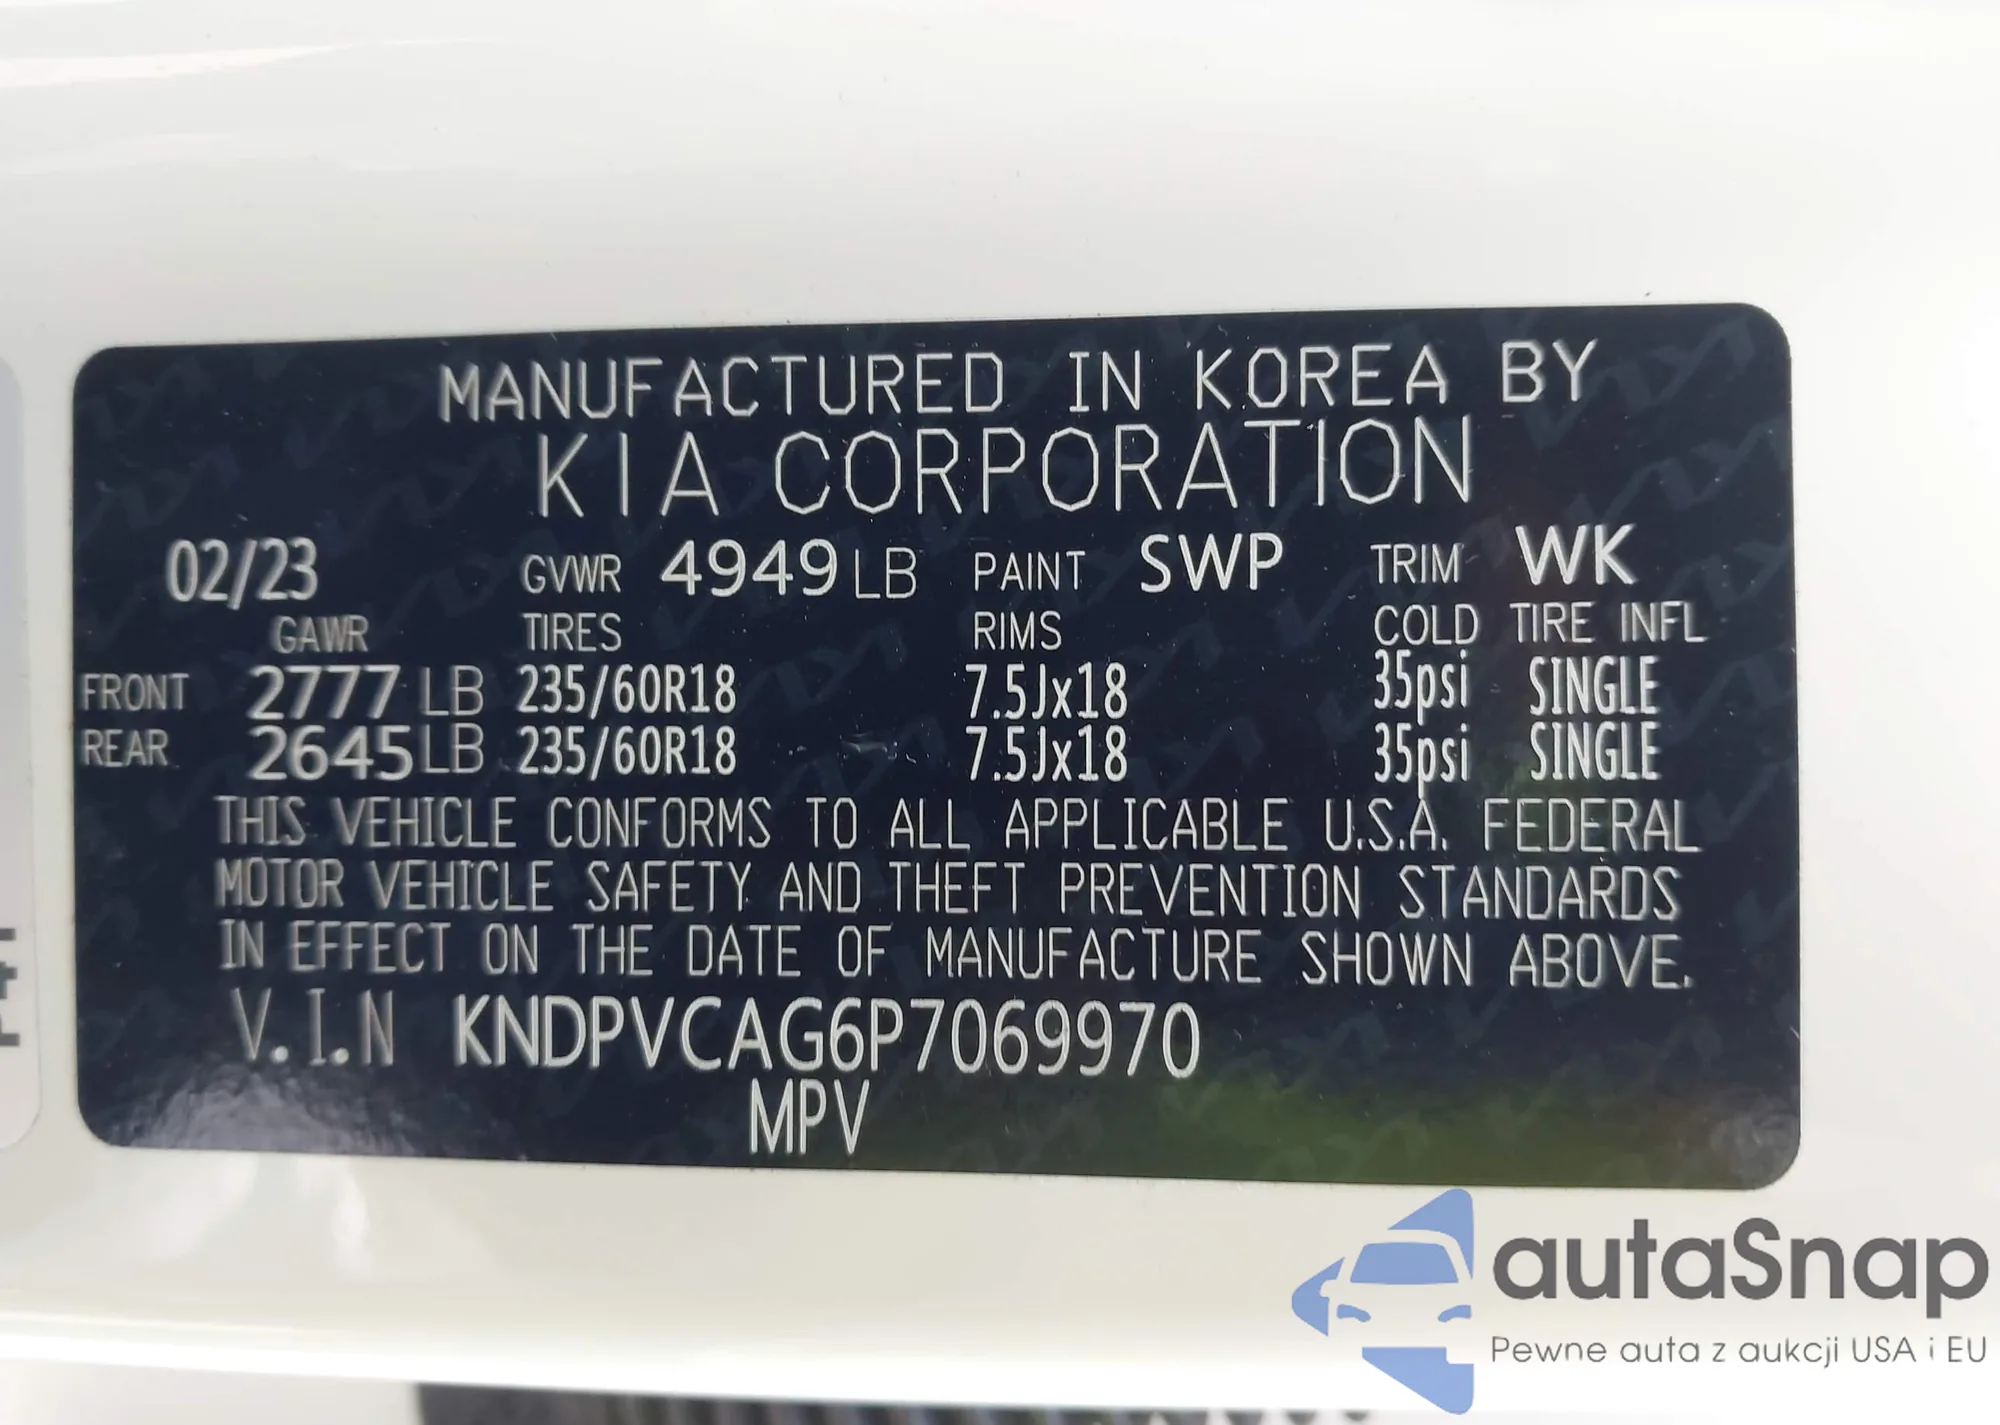 MANUFACTURED IN KOREA BY
KIA CORPORATION
02/23 GVWR 4949 LB PAINT SWP TRIM WK
GAWR TIRES RIMS COLD TIRE INFL
FRONT 2777 LB 235/60R18 7.5Jx18 35psi SINGLE
REAR 2645 LB 235/60R18 7.5Jx18 35psi SINGLE
THIS VEHICLE CONFORMS TO ALL APPLICABLE U.S.A. FEDERAL
MOTOR VEHICLE SAFETY AND THEFT PREVENTION STANDARDS
IN EFFECT ON THE DATE OF MANUFACTURE SHOWN ABOVE.
V.I.N KNDPVCAG6P7069970
MPV
autaSnap
Pewne auta z aukcji USA i EU